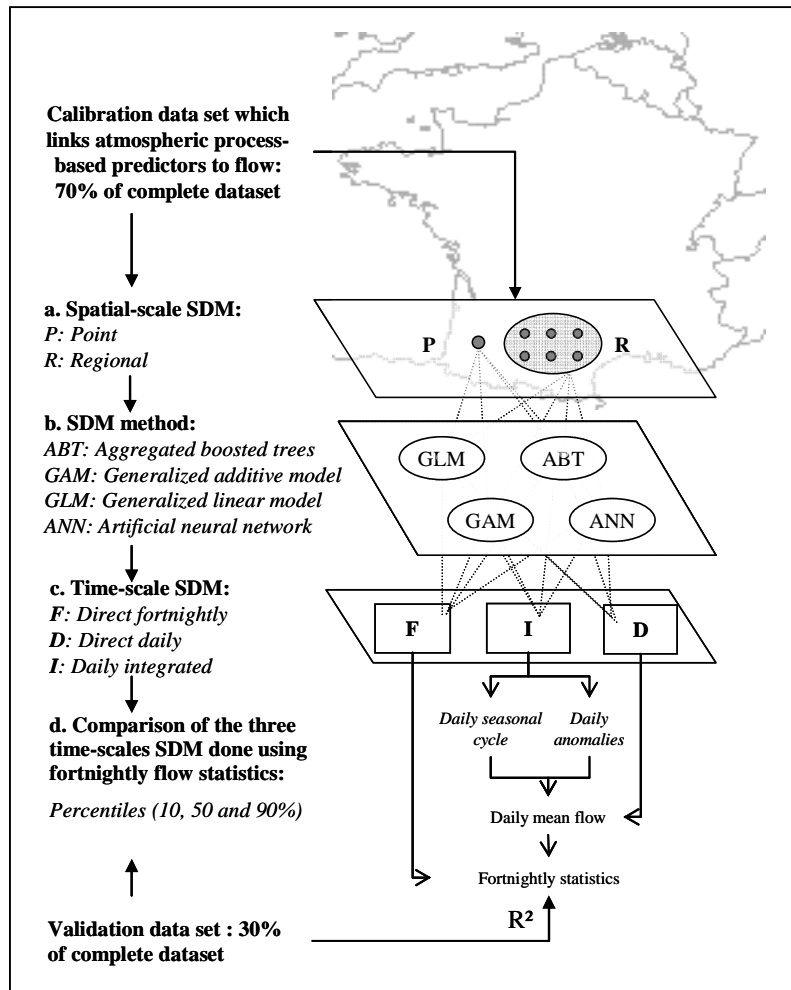 Calibration data set which
links atmospheric process-
based predictors to flow:
70% of complete dataset
a. Spatial-scale SDM:
P: Point
R: Regional
P
R
b. SDM method:
ABT: Aggregated boosted trees
GAM: Generalized additive model
GLM: Generalized linear model
ANN: Artificial neural network
GLM
ABT
GAM
ANN
c. Time-scale SDM:
F: Direct fortnightly
D: Direct daily
I: Daily integrated
F
I
D
d. Comparison of the three
time-scales SDM done using
fortnightly flow statistics:
Percentiles (10, 50 and 90%)
Daily seasonal
cycle
Daily
anomalies
Daily mean flow
Fortnightly statistics
R²
Validation data set : 30%
of complete dataset